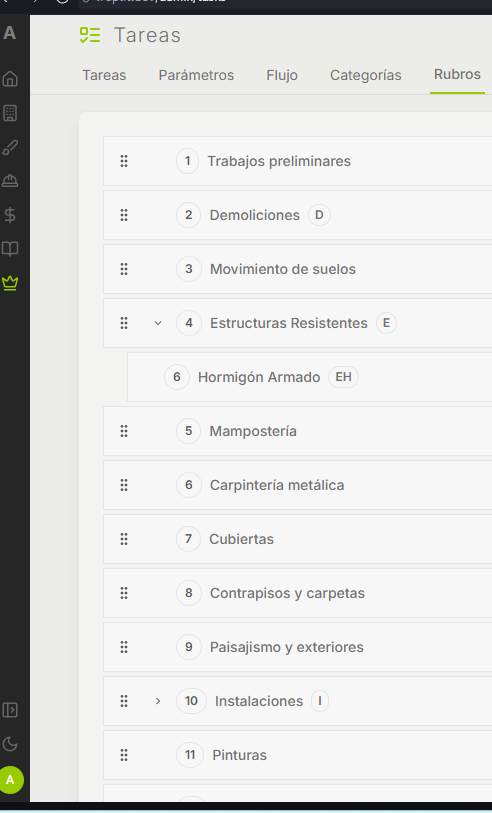 A
Tareas
Tareas Parámetros Flujo Categorías Rubros
1 Trabajos preliminares
2 Demoliciones D
3 Movimiento de suelos
4 Estructuras Resistentes E
6 Hormigón Armado EH
5 Mampostería
6 Carpintería metálica
7 Cubiertas
8 Contrapisos y carpetas
9 Paisajismo y exteriores
10 Instalaciones I
11 Pinturas
A